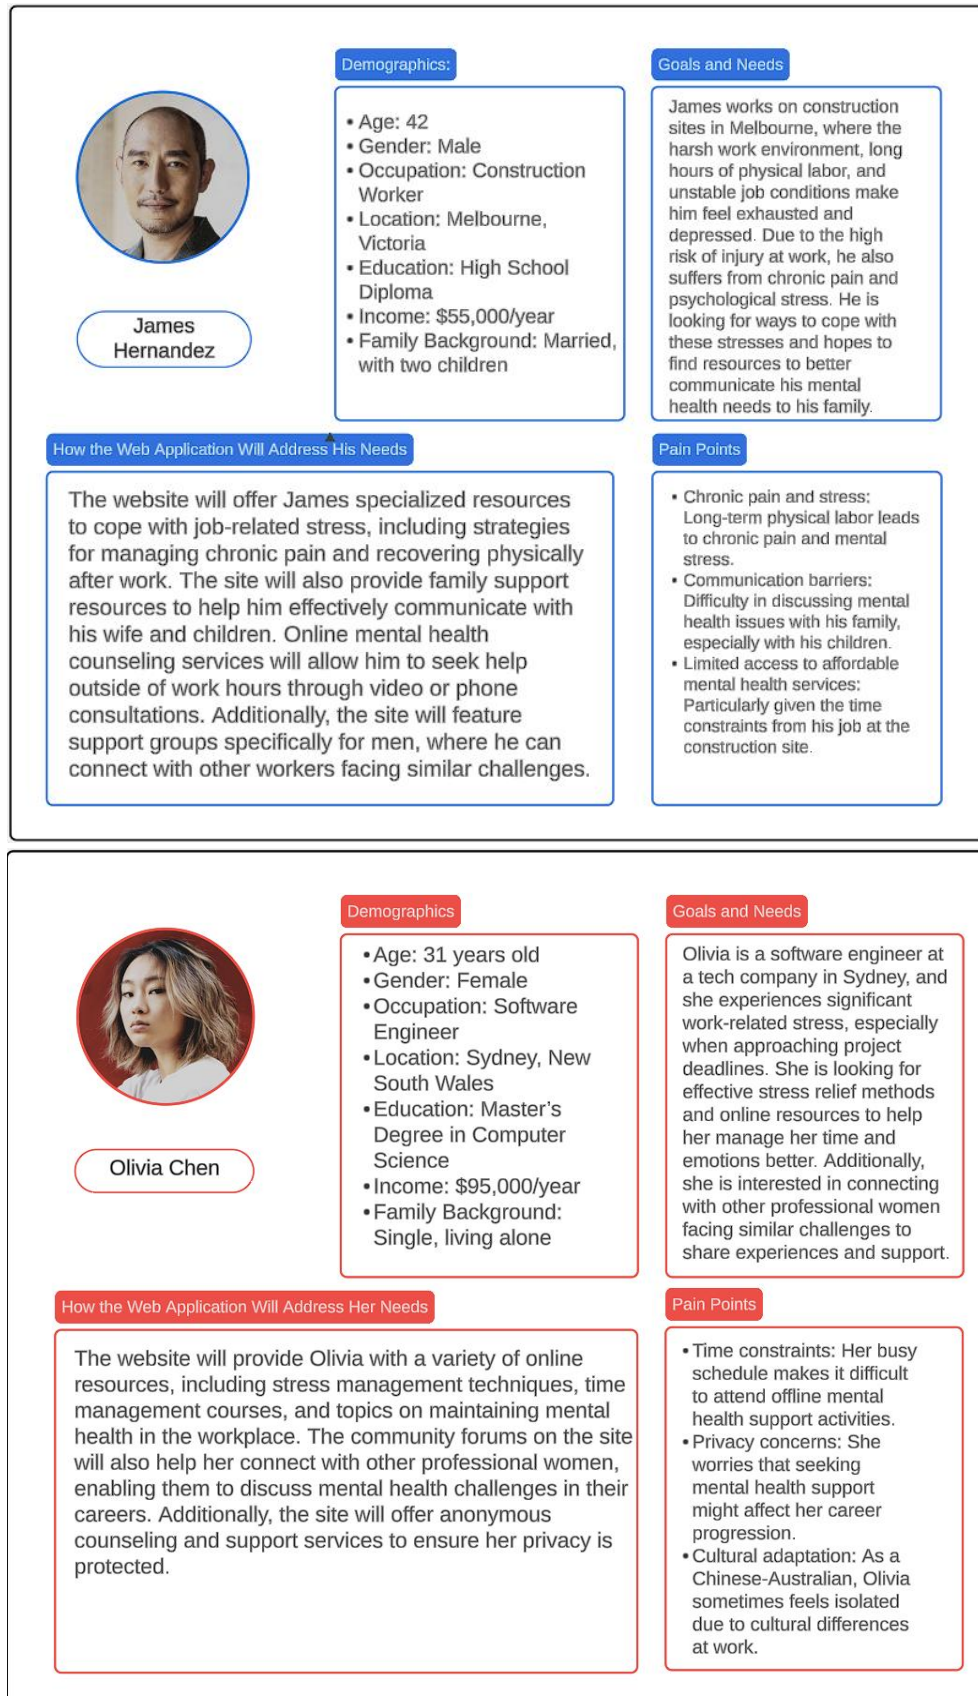 Demographics:
• Age: 42
• Gender: Male
• Occupation: Construction
Worker
• Location: Melbourne,
Victoria
• Education: High School
Diploma
• Income: $55,000/year
• Family Background: Married,
with two children
Goals and Needs
James works on construction
sites in Melbourne, where the
harsh work environment, long
hours of physical labor, and
unstable job conditions make
him feel exhausted and
depressed. Due to the high
risk of injury at work, he also
suffers from chronic pain and
psychological stress. He is
looking for ways to cope with
these stresses and hopes to
find resources to better
communicate his mental
health needs to his family.
James
Hernandez
How the Web Application Will Address His Needs
The website will offer James specialized resources
to cope with job-related stress, including strategies
for managing chronic pain and recovering physically
after work. The site will also provide family support
resources to help him effectively communicate with
his wife and children. Online mental health
counseling services will allow him to seek help
outside of work hours through video or phone
consultations. Additionally, the site will feature
support groups specifically for men, where he can
connect with other workers facing similar challenges.
Pain Points
• Chronic pain and stress:
Long-term physical labor leads
to chronic pain and mental
stress.
• Communication barriers:
Difficulty in discussing mental
health issues with his family,
especially with his children.
• Limited access to affordable
mental health services:
Particularly given the time
constraints from his job at the
construction site.
Demographics
• Age: 31 years old
• Gender: Female
• Occupation: Software
Engineer
• Location: Sydney, New
South Wales
• Education: Master’s
Degree in Computer
Science
• Income: $95,000/year
• Family Background:
Single, living alone
Goals and Needs
Olivia is a software engineer at
a tech company in Sydney, and
she experiences significant
work-related stress, especially
when approaching project
deadlines. She is looking for
effective stress relief methods
and online resources to help
her manage her time and
emotions better. Additionally,
she is interested in connecting
with other professional women
facing similar challenges to
share experiences and support.
Olivia Chen
How the Web Application Will Address Her Needs
The website will provide Olivia with a variety of online
resources, including stress management techniques, time
management courses, and topics on maintaining mental
health in the workplace. The community forums on the site
will also help her connect with other professional women,
enabling them to discuss mental health challenges in their
careers. Additionally, the site will offer anonymous
counseling and support services to ensure her privacy is
protected.
Pain Points
• Time constraints: Her busy
schedule makes it difficult
to attend offline mental
health support activities.
• Privacy concerns: She
worries that seeking
mental health support
might affect her career
progression.
• Cultural adaptation: As a
Chinese-Australian, Olivia
sometimes feels isolated
due to cultural differences
at work.